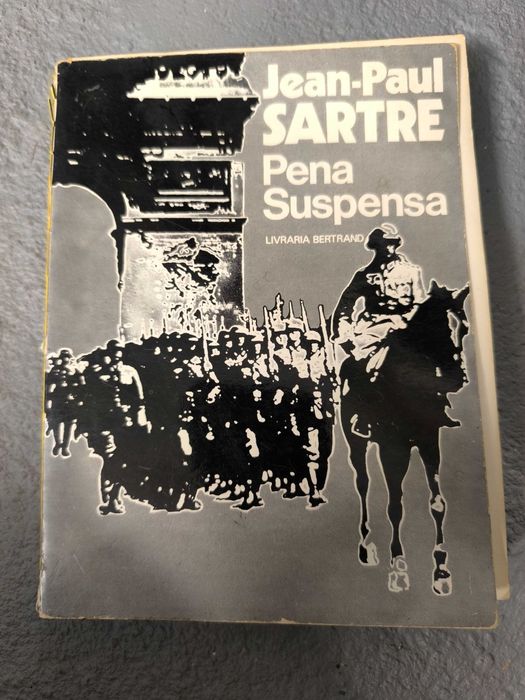 Jean-Paul
SARTRE
Pena
Suspensa
LIVRARIA BERTRAND